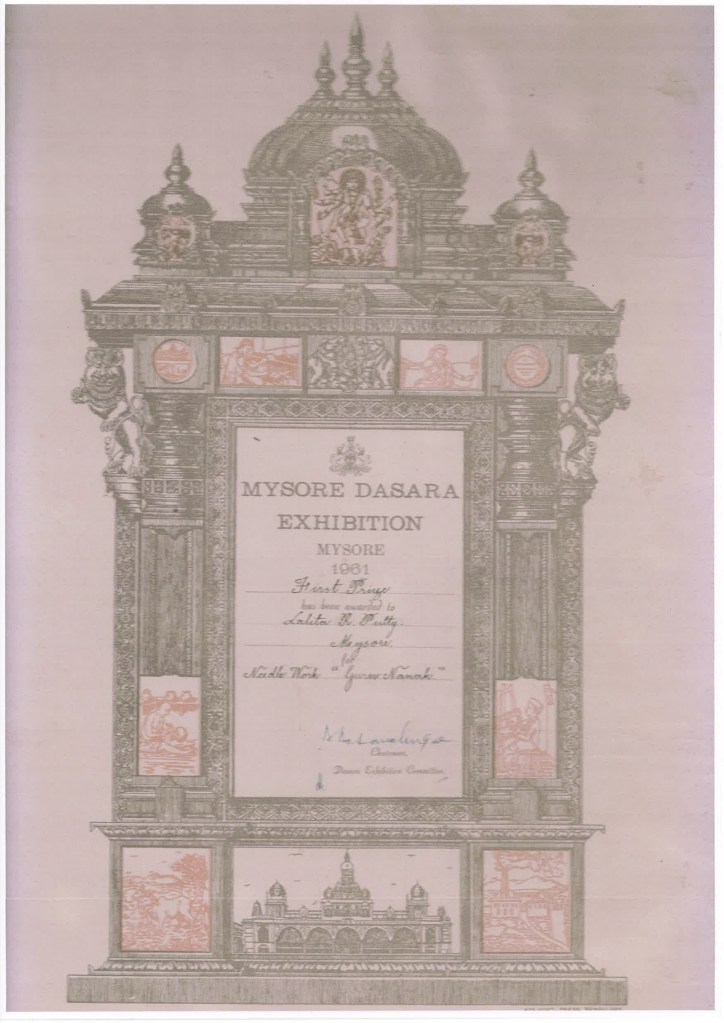 MYSORE DASARA
EXHIBITION
MYSORE
1961
First Prize
has been awarded to
Lalita R. Putty.
Mysore.
for
Needle Work "Guru Nanak"
Chairman,
Dasara Exhibition Committee.